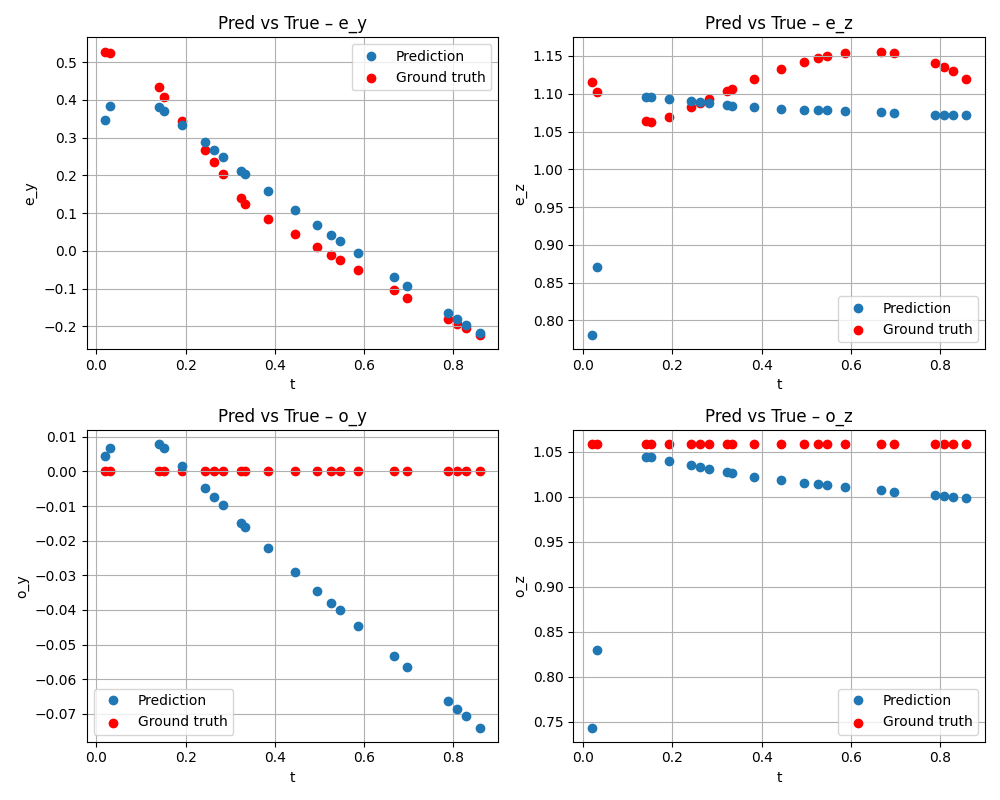 Pred vs True – e_y
0.5
0.4
0.3
0.2
0.1
0.0
−0.1
−0.2
e_y
0.0 0.2 0.4 0.6 0.8
t
Prediction
Ground truth
Pred vs True – e_z
1.15
1.10
1.05
1.00
0.95
0.90
0.85
0.80
e_z
0.0 0.2 0.4 0.6 0.8
t
Prediction
Ground truth
Pred vs True – o_y
0.01
0.00
−0.01
−0.02
−0.03
−0.04
−0.05
−0.06
−0.07
o_y
0.0 0.2 0.4 0.6 0.8
t
Prediction
Ground truth
Pred vs True – o_z
1.05
1.00
0.95
0.90
0.85
0.80
0.75
o_z
0.0 0.2 0.4 0.6 0.8
t
Prediction
Ground truth